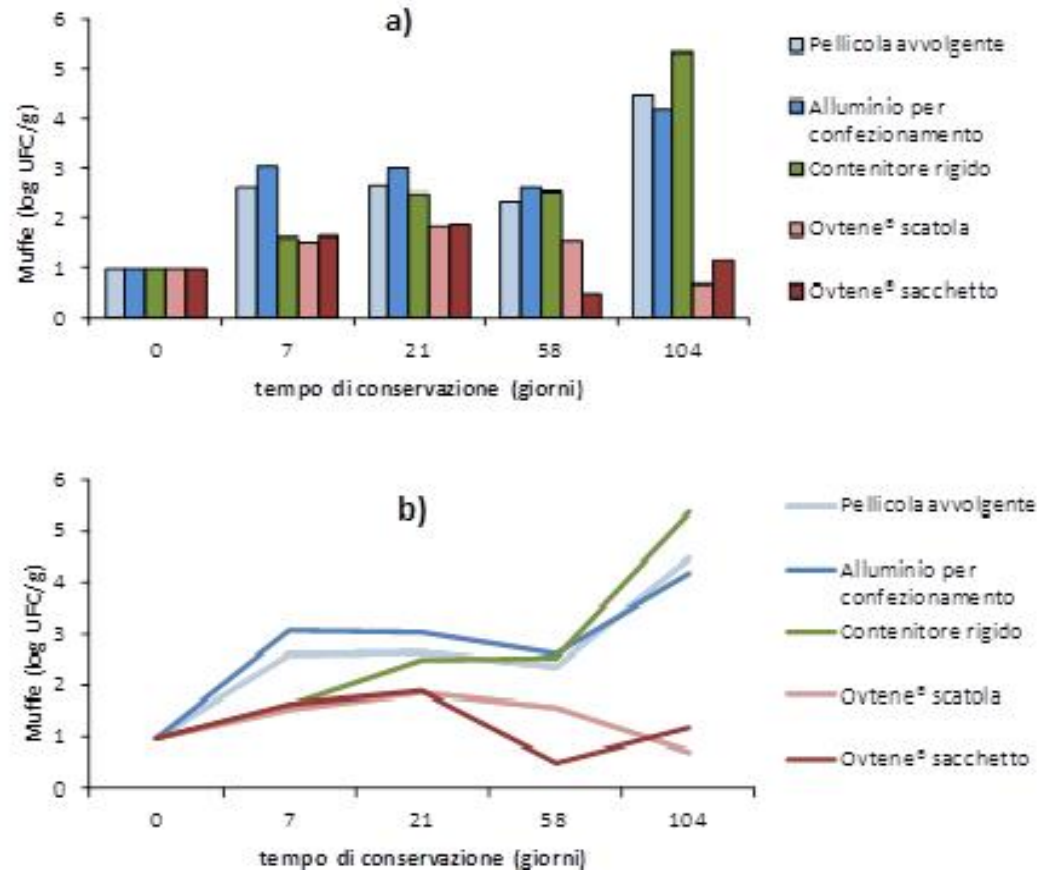 a)
Muffie (log UFC/g)
6
5
4
3
2
1
0
0 7 21 58 104
tempo di conservazione (giorni)
Pellicola avvolgente
Alluminio per
confezionamento
Contenitore rigido
Ovtene® scatola
Ovtene® sacchetto
b)
Muffie (log UFC/g)
6
5
4
3
2
1
0
0 7 21 58 104
tempo di conservazione (giorni)
Pellicola avvolgente
Alluminio per
confezionamento
Contenitore rigido
Ovtene® scatola
Ovtene® sacchetto